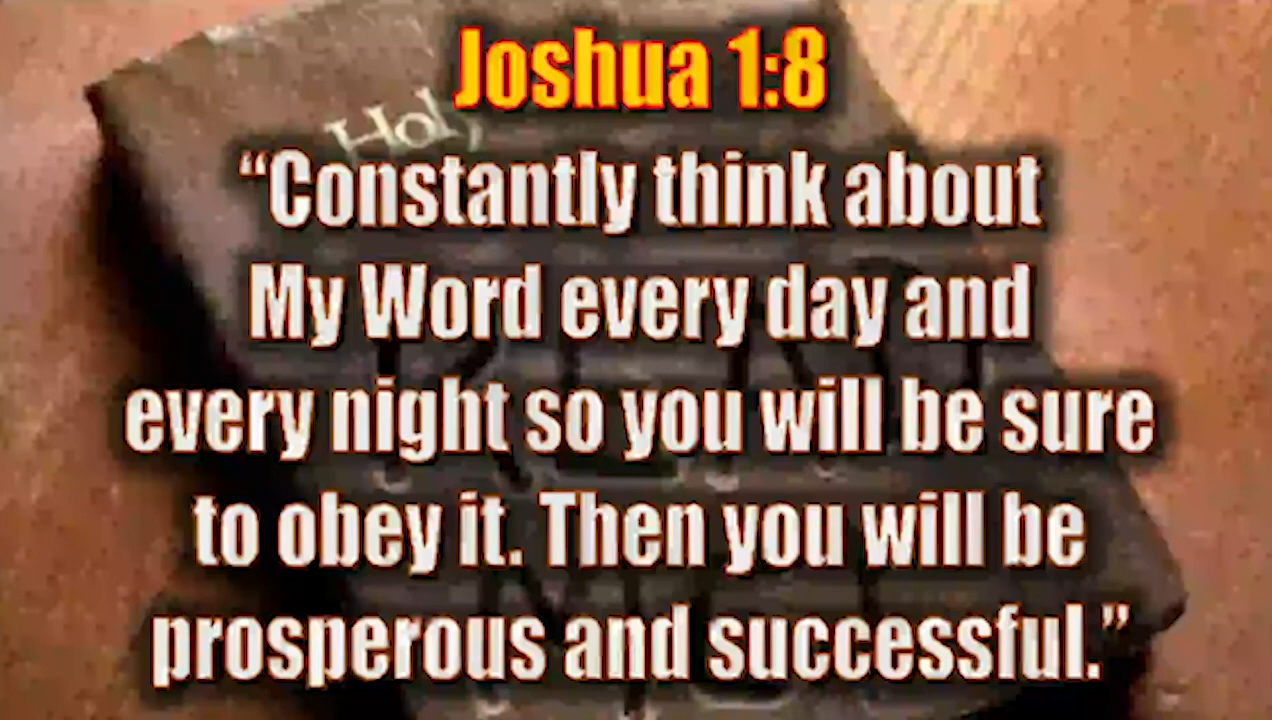 Joshua 1:8
Holy
“Constantly think about
My Word every day and
every night so you will be sure
to obey it. Then you will be
prosperous and successful.”